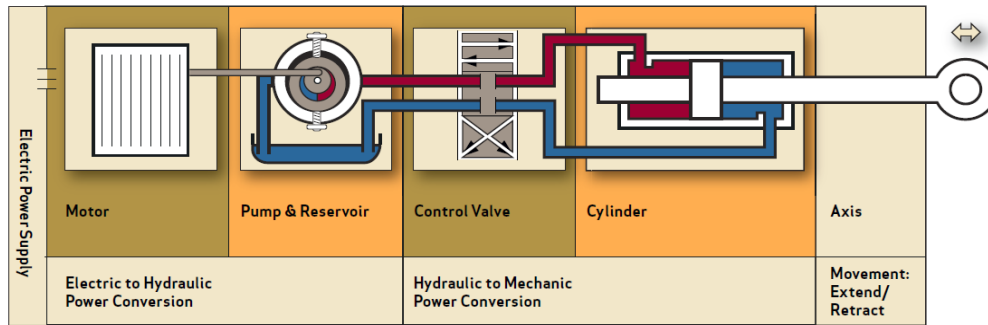 Electric Power Supply
Motor
Pump & Reservoir
Control Valve
Cylinder
Axis
Electric to Hydraulic
Power Conversion
Hydraulic to Mechanic
Power Conversion
Movement:
Extend/
Retract